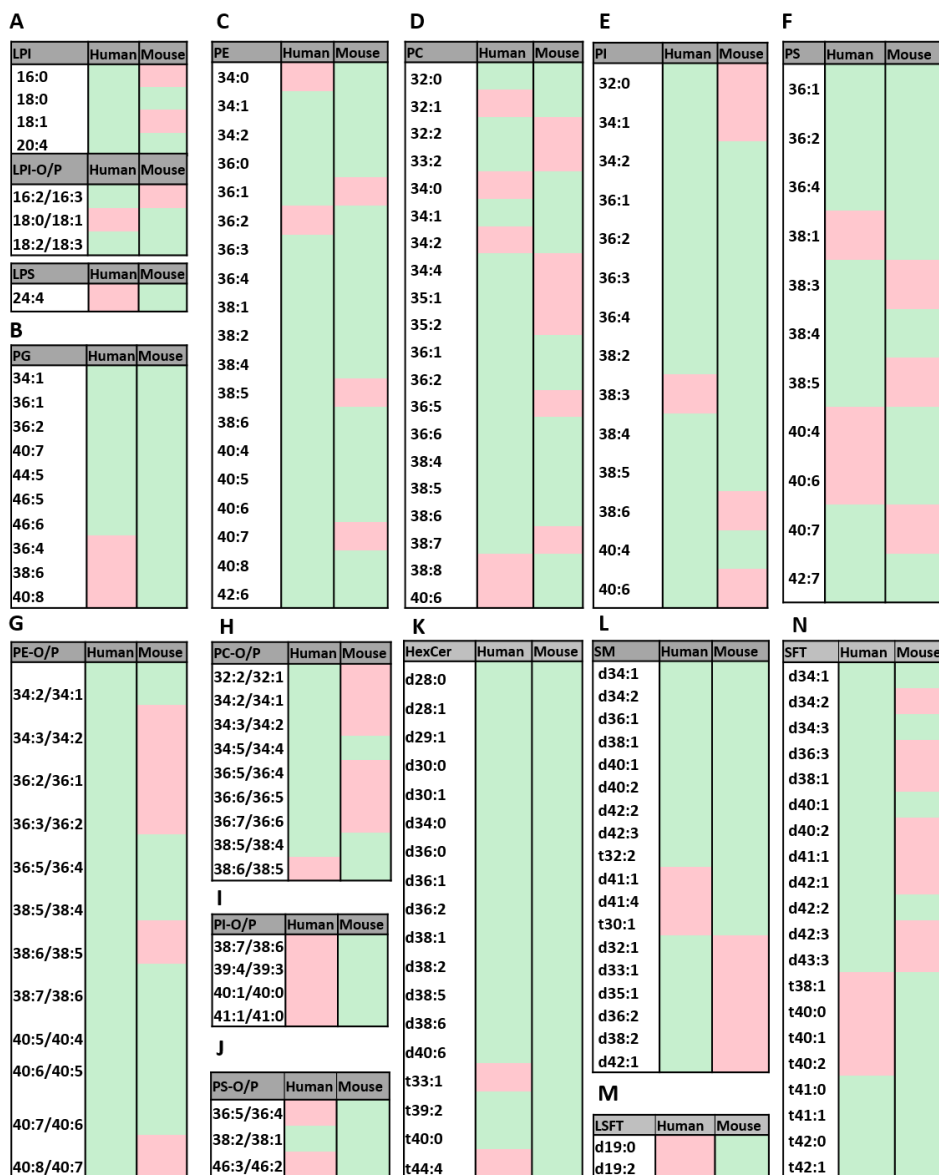 A
LPI Human Mouse
16:0
18:0
18:1
20:4
LPI-O/P Human Mouse
16:2/16:3
18:0/18:1
18:2/18:3
LPS Human Mouse
24:4
B
PG Human Mouse
34:1
36:1
36:2
40:7
44:5
46:5
46:6
36:4
38:6
40:8
C
PE Human Mouse
34:0
34:1
34:2
36:0
36:1
36:2
36:3
36:4
38:1
38:2
38:4
38:5
38:6
40:4
40:5
40:6
40:7
40:8
42:6
D
PC Human Mouse
32:0
32:1
32:2
33:2
34:0
34:1
34:2
34:4
35:1
35:2
36:1
36:2
36:5
36:6
38:4
38:5
38:6
38:7
38:8
40:6
E
PI Human Mouse
32:0
34:1
34:2
36:1
36:2
36:3
36:4
38:2
38:3
38:4
38:5
38:6
40:4
40:6
F
PS Human Mouse
36:1
36:2
36:4
38:1
38:3
38:4
38:5
40:4
40:6
40:7
42:7
G
PE-O/P Human Mouse
34:2/34:1
34:3/34:2
36:2/36:1
36:3/36:2
36:5/36:4
38:5/38:4
38:6/38:5
38:7/38:6
40:5/40:4
40:6/40:5
40:7/40:6
40:8/40:7
H
PC-O/P Human Mouse
32:2/32:1
34:2/34:1
34:3/34:2
34:5/34:4
36:5/36:4
36:6/36:5
36:7/36:6
38:5/38:4
38:6/38:5
I
PI-O/P Human Mouse
38:7/38:6
39:4/39:3
40:1/40:0
41:1/41:0
J
PS-O/P Human Mouse
36:5/36:4
38:2/38:1
46:3/46:2
K
HexCer Human Mouse
d28:0
d28:1
d29:1
d30:0
d30:1
d34:0
d36:0
d36:1
d36:2
d38:1
d38:2
d38:5
d38:6
d40:6
t33:1
t39:2
t40:0
t44:4
L
SM Human Mouse
d34:1
d34:2
d36:1
d38:1
d40:1
d40:2
d42:2
d42:3
t32:2
d41:1
d41:4
t30:1
d32:1
d33:1
d35:1
d36:2
d38:2
d42:1
M
LSFT Human Mouse
d19:0
d19:2
N
SFT Human Mouse
d34:1
d34:2
d34:3
d36:3
d38:1
d40:1
d40:2
d41:1
d42:1
d42:2
d42:3
d43:3
t38:1
t40:0
t40:1
t40:2
t41:0
t41:1
t42:0
t42:1